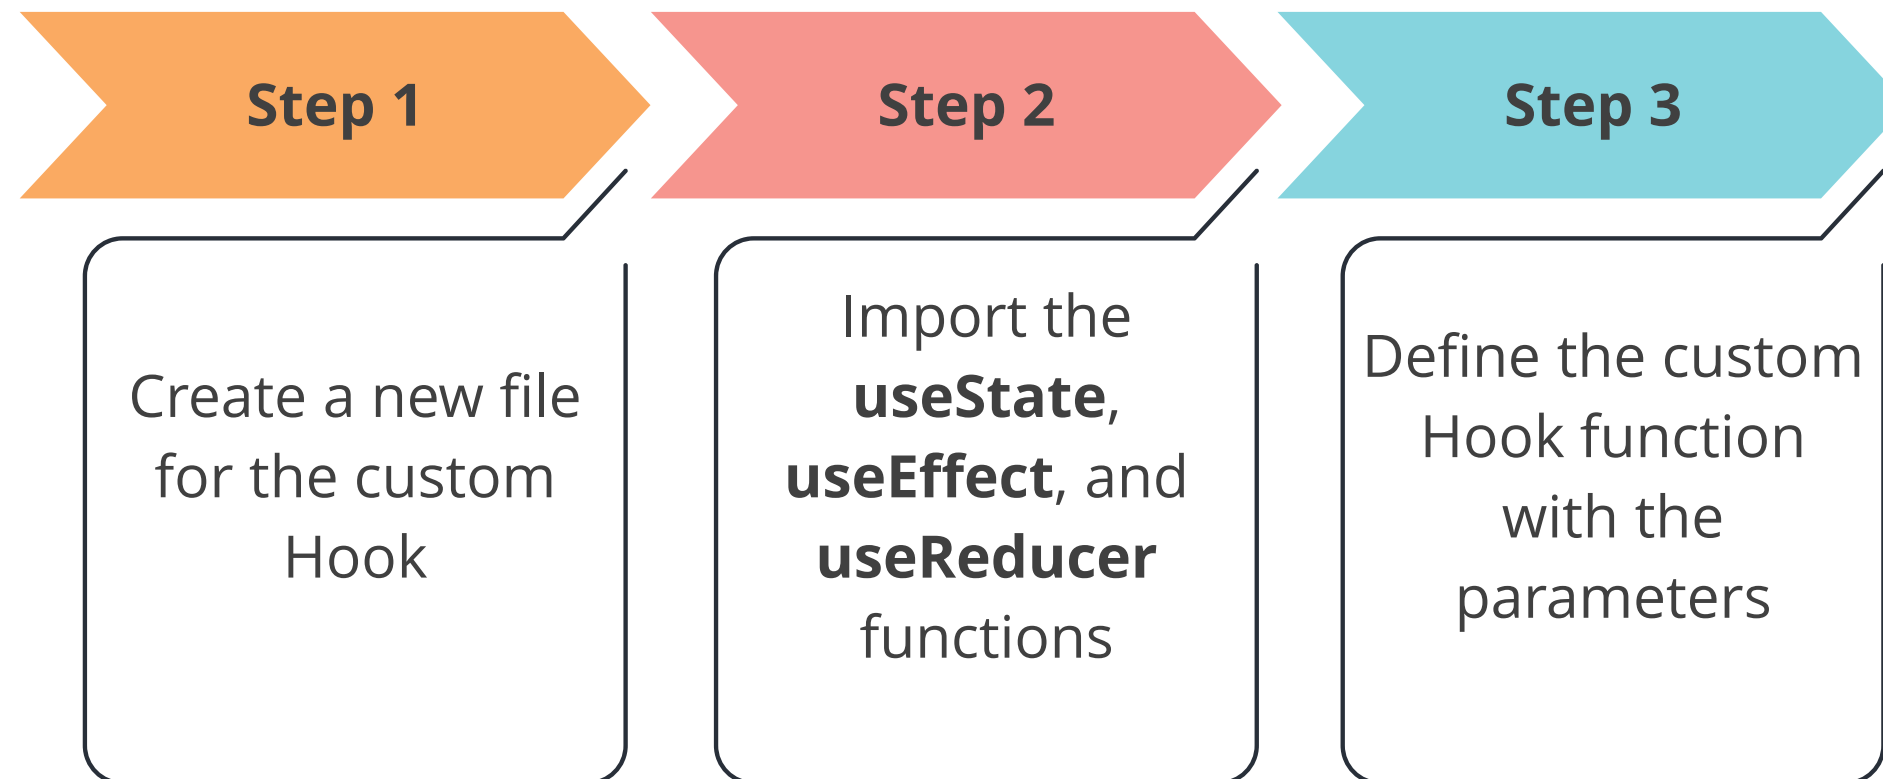 Step 1
Step 2
Step 3
Create a new file
for the custom
Hook
Import the
useState,
useEffect, and
useReducer
functions
Define the custom
Hook function
with the
parameters